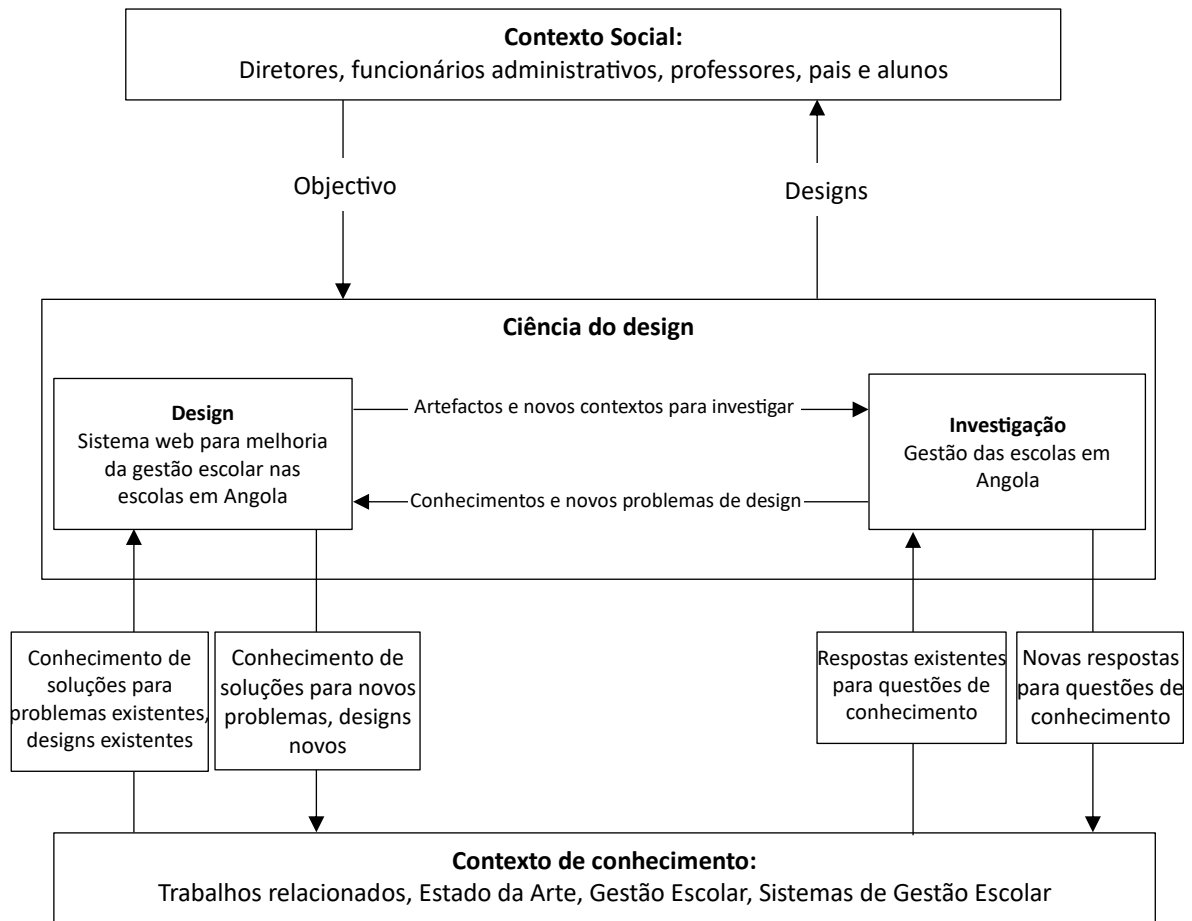 Contexto Social:
Diretores, funcionários administrativos, professores, pais e alunos
Objectivo
Designs
Ciência do design
Design
Sistema web para melhoria
da gestão escolar nas
escolas em Angola
Artefactos e novos contextos para investigar
Conhecimentos e novos problemas de design
Investigação
Gestão das escolas em
Angola
Conhecimento de
soluções para
problemas existentes,
designs existentes
Conhecimento de
soluções para novos
problemas, designs
novos
Respostas existentes
para questões de
conhecimento
Novas respostas
para questões de
conhecimento
Contexto de conhecimento:
Trabalhos relacionados, Estado da Arte, Gestão Escolar, Sistemas de Gestão Escolar